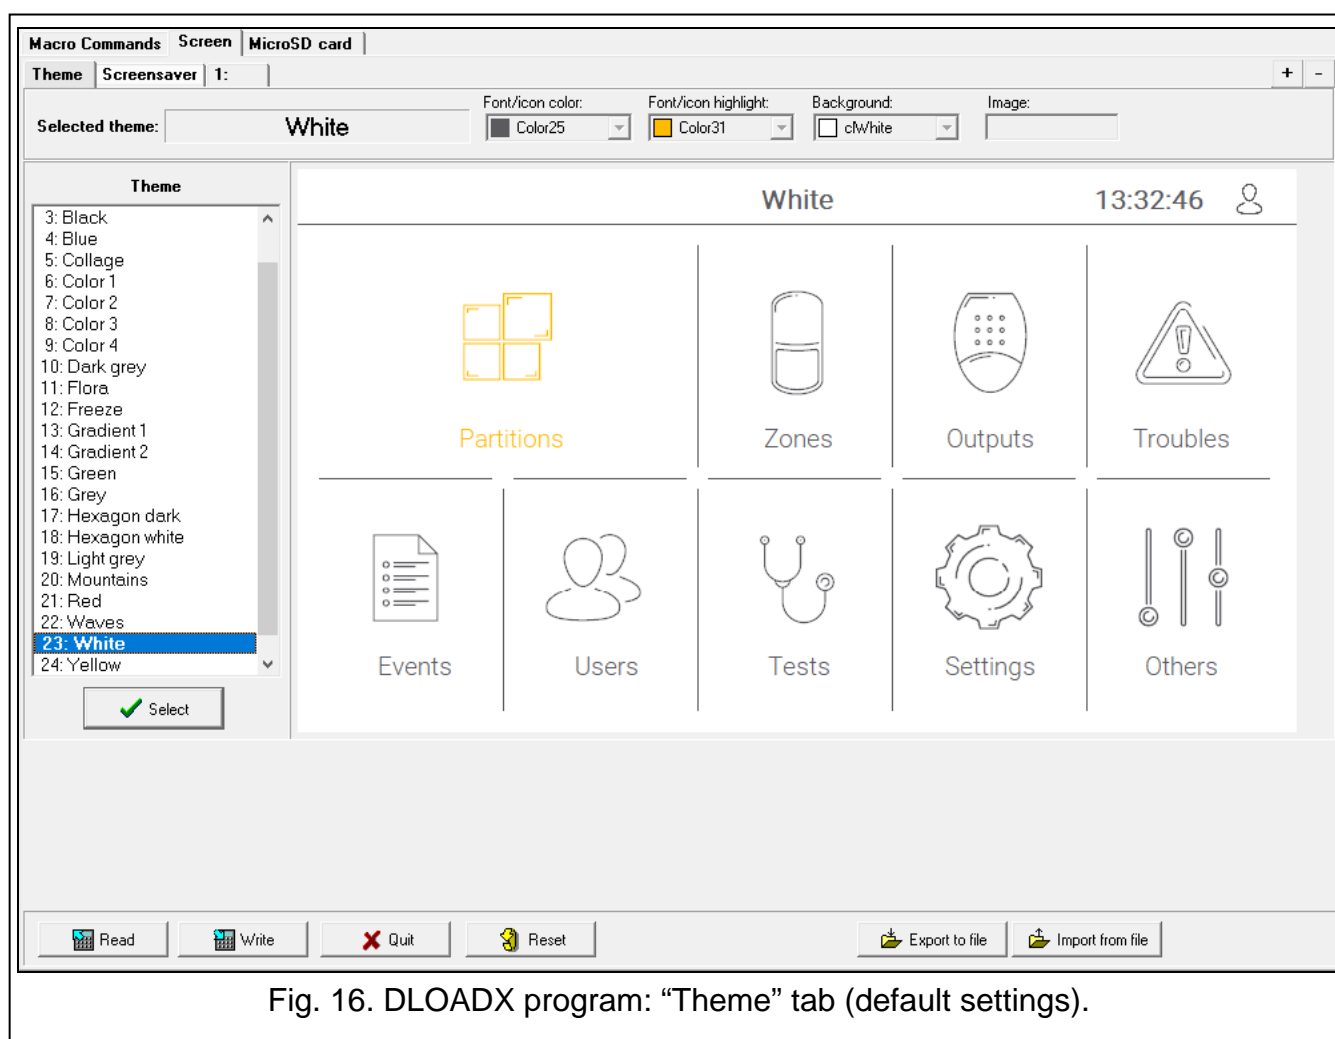 Macro Commands Screen MicroSD card
Theme Screensaver 1: + -
Font/icon color: Font/icon highlight: Background: Image:
Selected theme: White Color25 Color31 clWhite
Theme
3: Black
4: Blue
5: Collage
6: Color 1
7: Color 2
8: Color 3
9: Color 4
10: Dark grey
11: Flora
12: Freeze
13: Gradient 1
14: Gradient 2
15: Green
16: Grey
17: Hexagon dark
18: Hexagon white
19: Light grey
20: Mountains
21: Red
22: Waves
23: White
24: Yellow
Select
White 13:32:46
Partitions Zones Outputs Troubles
Events Users Tests Settings Others
Read Write Quit Reset Export to file Import from file
Fig. 16. DLOADX program: “Theme” tab (default settings).